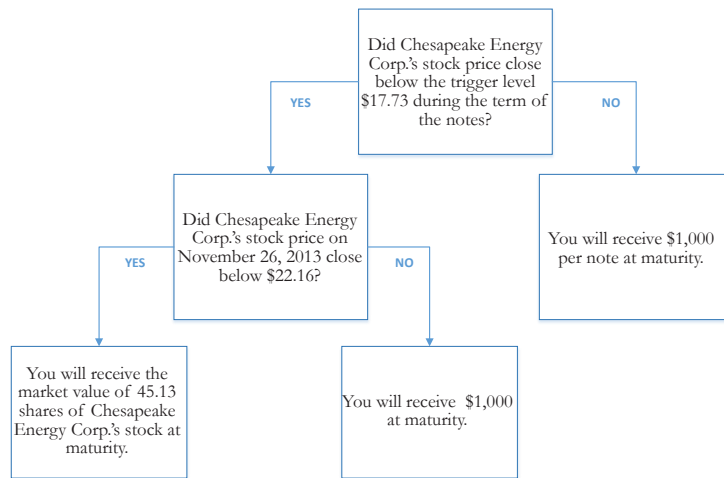 Did Chesapeake Energy
Corp.'s stock price close
below the trigger level
$17.73 during the term of
the notes?
YES
NO
Did Chesapeake Energy
Corp.'s stock price on
November 26, 2013 close
below $22.16?
You will receive $1,000
per note at maturity.
YES
NO
You will receive the
market value of 45.13
shares of Chesapeake
Energy Corp.'s stock at
maturity.
You will receive $1,000
at maturity.